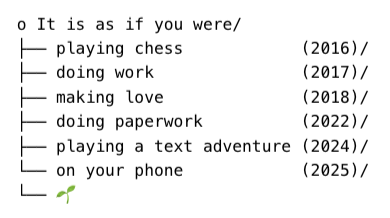 o It is as if you were/
├── playing chess            (2016)/
├── doing work               (2017)/
├── making love              (2018)/
├── doing paperwork          (2022)/
├── playing a text adventure (2024)/
└── on your phone            (2025)/
└── 🌱